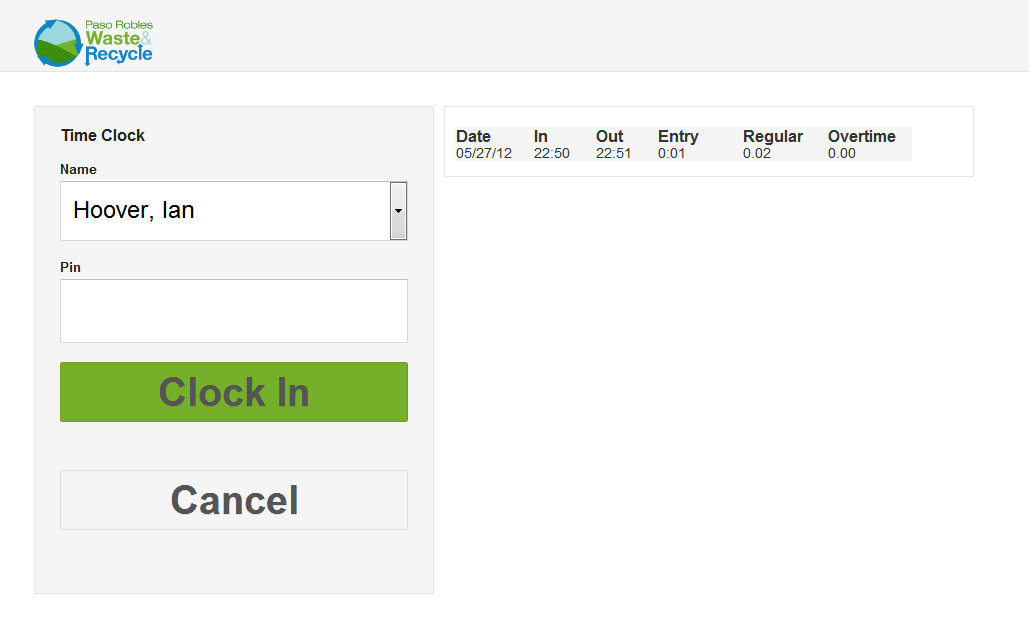 Paso Robles
Waste&
Recycle
Time Clock
Name
Hoover, Ian
Pin
Clock In
Cancel
Date In Out Entry Regular Overtime
05/27/12 22:50 22:51 0:01 0.02 0.00